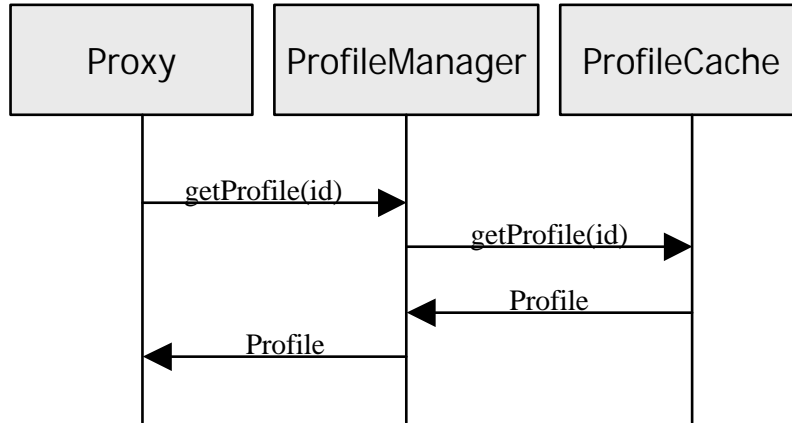 Proxy
ProfileManager
ProfileCache
getProfile(id)
getProfile(id)
Profile
Profile